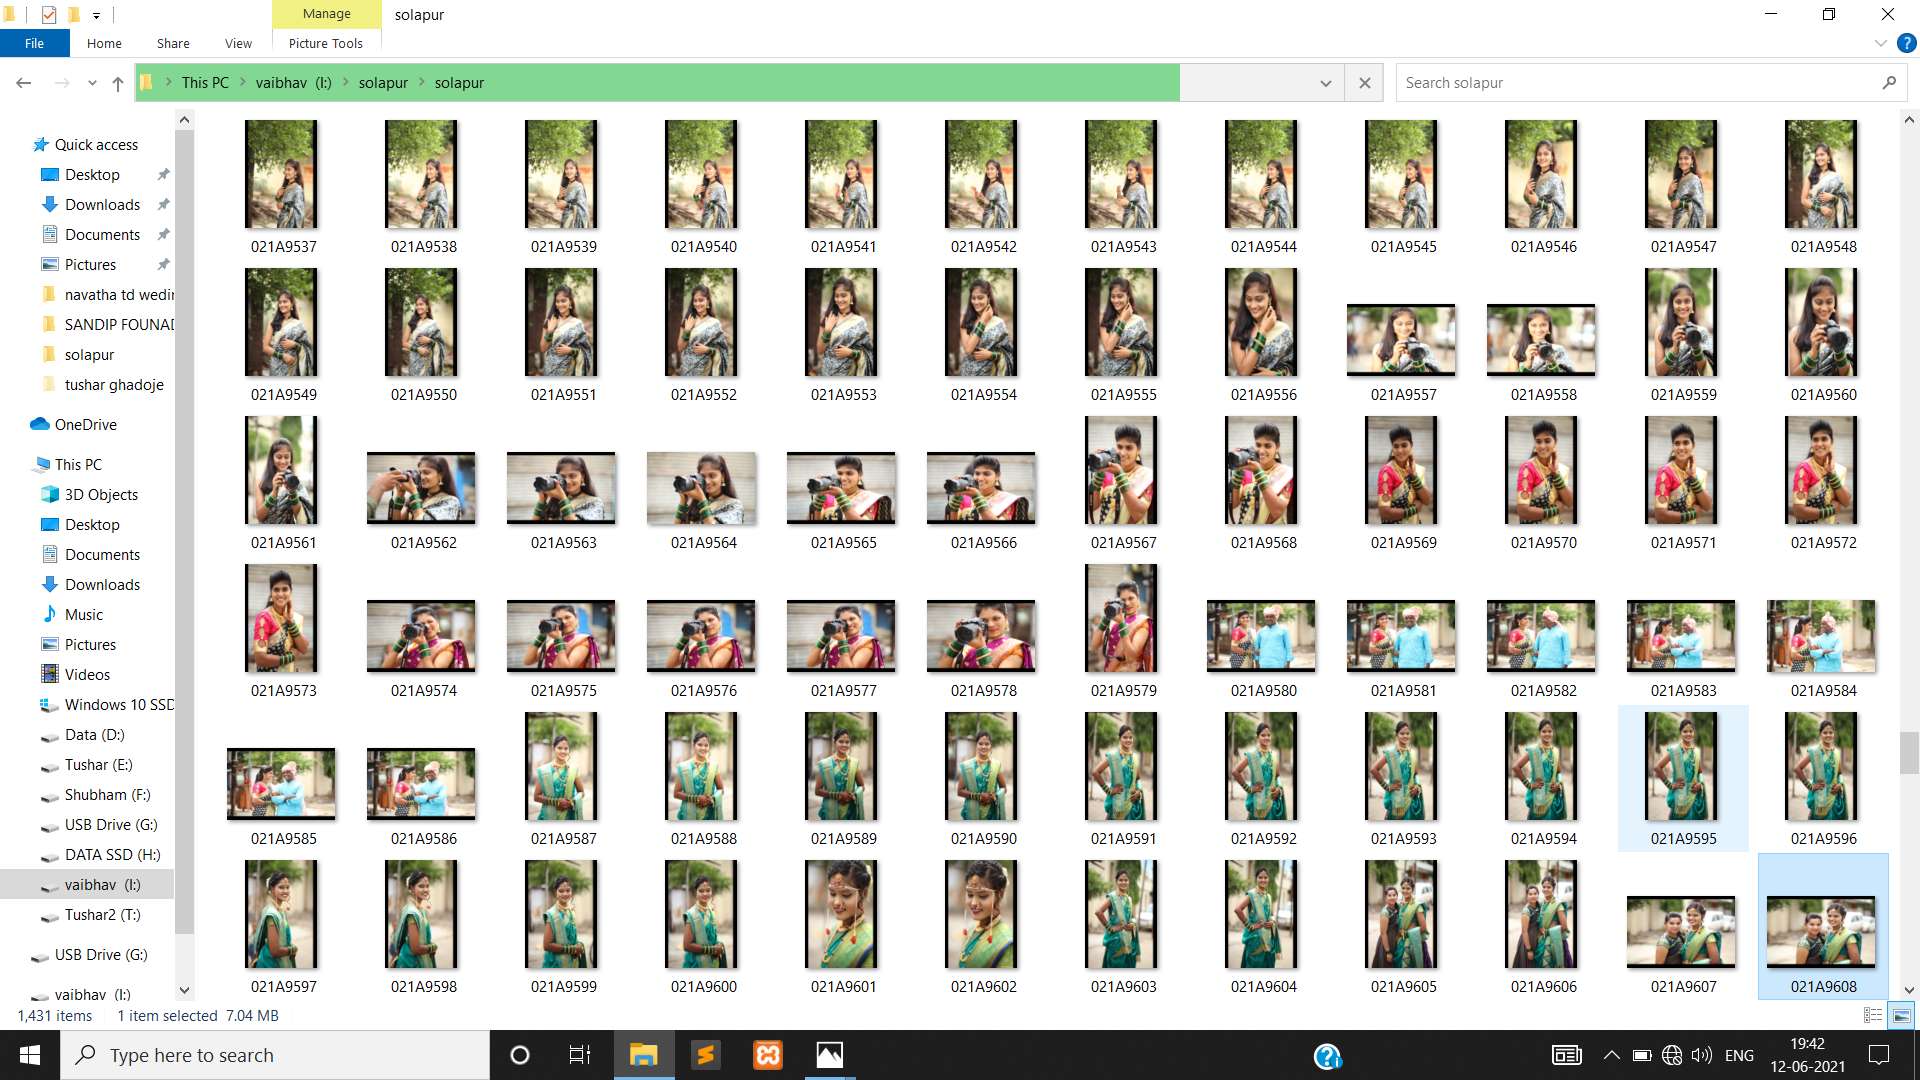 Manage
solapur
File
Home
Share
View
Picture Tools
This PC
vaibhav (I:)
solapur
solapur
Search solapur
Quick access
Desktop
Downloads
Documents
Pictures
navatha td wedin
SANDIP FOUNAD
solapur
tushar ghadoje
OneDrive
This PC
3D Objects
Desktop
Documents
Downloads
Music
Pictures
Videos
Windows 10 SSD
Data (D:)
Tushar (E:)
Shubham (F:)
USB Drive (G:)
DATA SSD (H:)
vaibhav (I:)
Tushar2 (T:)
USB Drive (G:)
vaibhav (I:)
021A9537 021A9538 021A9539 021A9540 021A9541 021A9542 021A9543 021A9544 021A9545 021A9546 021A9547 021A9548
021A9549 021A9550 021A9551 021A9552 021A9553 021A9554 021A9555 021A9556 021A9557 021A9558 021A9559 021A9560
021A9561 021A9562 021A9563 021A9564 021A9565 021A9566 021A9567 021A9568 021A9569 021A9570 021A9571 021A9572
021A9573 021A9574 021A9575 021A9576 021A9577 021A9578 021A9579 021A9580 021A9581 021A9582 021A9583 021A9584
021A9585 021A9586 021A9587 021A9588 021A9589 021A9590 021A9591 021A9592 021A9593 021A9594 021A9595 021A9596
021A9597 021A9598 021A9599 021A9600 021A9601 021A9602 021A9603 021A9604 021A9605 021A9606 021A9607 021A9608
1,431 items 1 item selected 7.04 MB
Type here to search
ENG
19:42
12-06-2021